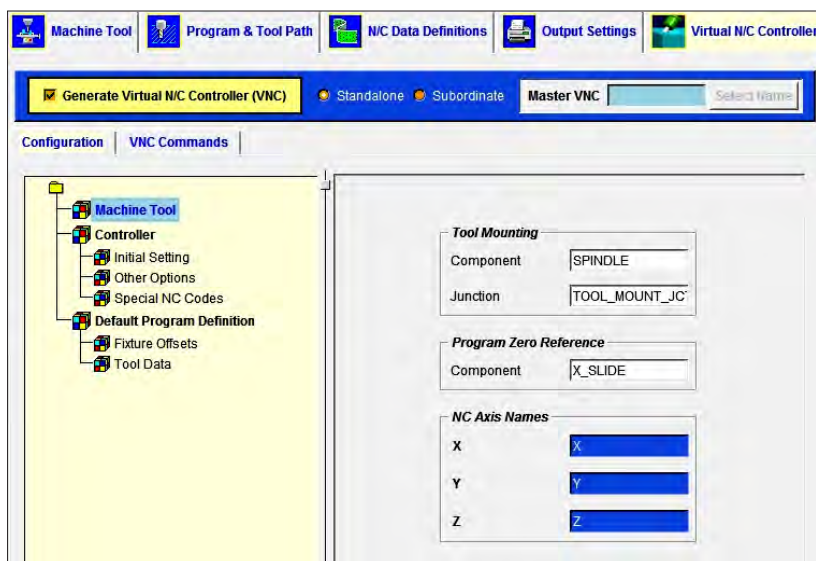 Machine Tool
Program & Tool Path
N/C Data Definitions
Output Settings
Virtual N/C Controller
Generate Virtual N/C Controller (VNC)
Standalone
Subordinate
Master VNC
Select Name
Configuration
VNC Commands
Machine Tool
Controller
Initial Setting
Other Options
Special NC Codes
Default Program Definition
Fixture Offsets
Tool Data
Tool Mounting
Component SPINDLE
Junction TOOL_MOUNT_JC
Program Zero Reference
Component X_SLIDE
NC Axis Names
X X
Y Y
Z Z